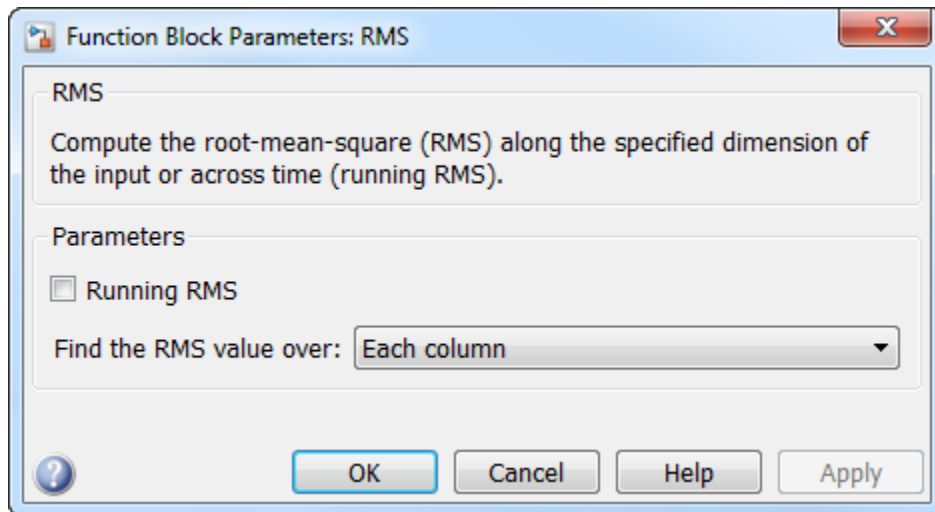 Function Block Parameters: RMS
RMS
Compute the root-mean-square (RMS) along the specified dimension of
the input or across time (running RMS).
Parameters
Running RMS
Find the RMS value over: Each column
OK Cancel Help Apply